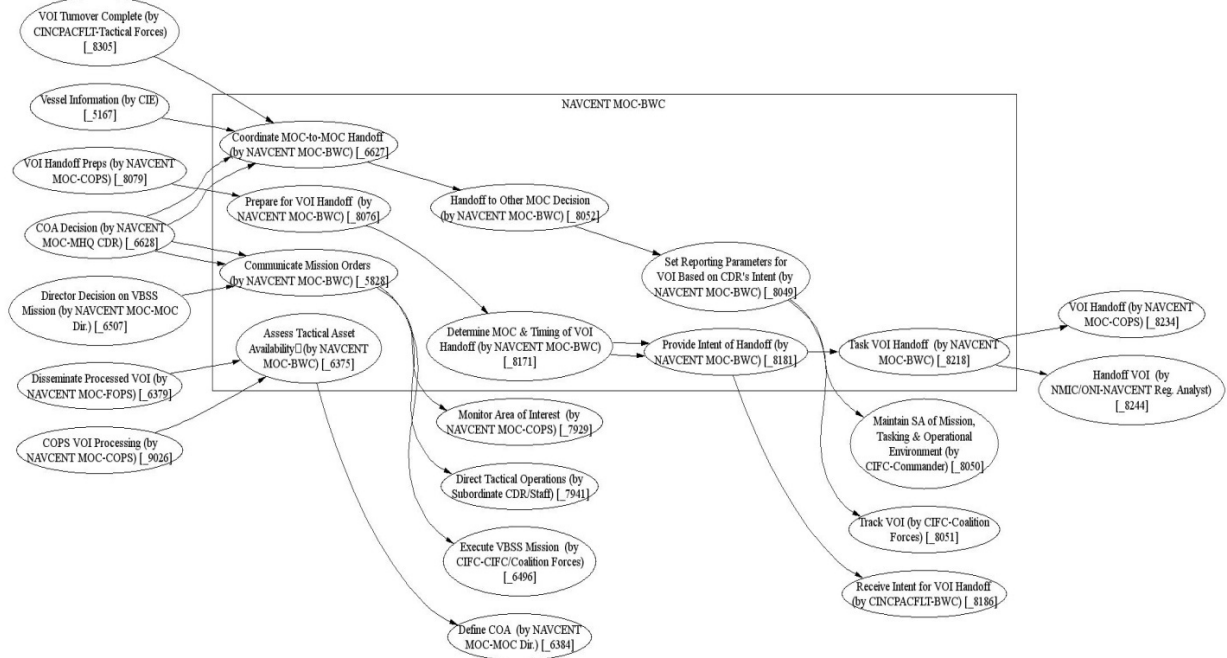 VOI Turnover Complete (by
CINCPACFLT-Tactical Forces)
[_8305]
Vessel Information (by CIE)
[_5167]
VOI Handoff Preps (by NAVCENT
MOC-COPS) [_8079]
COA Decision (by NAVCENT
MOC-MHQ CDR) [_6628]
Director Decision on VBSS
Mission (by NAVCENT MOC-MOC
Dir.) [_6507]
Disseminate Processed VOI (by
NAVCENT MOC-FOPS)
[_6379]
COPS VOI Processing (by
NAVCENT MOC-COPS) [_9026]
NAVCENT MOC-BWC
Coordinate MOC-to-MOC Handoff
(by NAVCENT MOC-BWC) [_6627]
Prepare for VOI Handoff (by
NAVCENT MOC-BWC) [_8076]
Communicate Mission Orders
(by NAVCENT MOC-BWC) [_5828]
Assess Tactical Asset
Availability□ (by NAVCENT
MOC-BWC) [_6375]
Handoff to Other MOC Decision
(by NAVCENT MOC-BWC) [_8052]
Determine MOC & Timing of VOI
Handoff (by NAVCENT MOC-BWC)
[_8171]
Set Reporting Parameters for
VOI Based on CDR's Intent (by
NAVCENT MOC-BWC) [_8049]
Provide Intent of Handoff (by
NAVCENT MOC-BWC) [_8181]
Task VOI Handoff (by NAVCENT
MOC-BWC) [_8218]
VOI Handoff (by NAVCENT
MOC-COPS) [_8234]
Handoff VOI (by
NMIC/ONI-NAVCENT Reg. Analyst)
[_8244]
Monitor Area of Interest (by
NAVCENT MOC-COPS) [_7929]
Direct Tactical Operations (by
Subordinate CDR/Staff) [_7941]
Execute VBSS Mission (by
CIFC-CIFC/Coalition Forces)
[_6496]
Define COA (by NAVCENT
MOC-MOC Dir.) [_6384]
Maintain SA of Mission,
Tasking & Operational
Environment (by
CIFC-Commander) [_8050]
Track VOI (by CIFC-Coalition
Forces) [_8051]
Receive Intent for VOI Handoff
(by CINCPACFLT-BWC) [_8186]